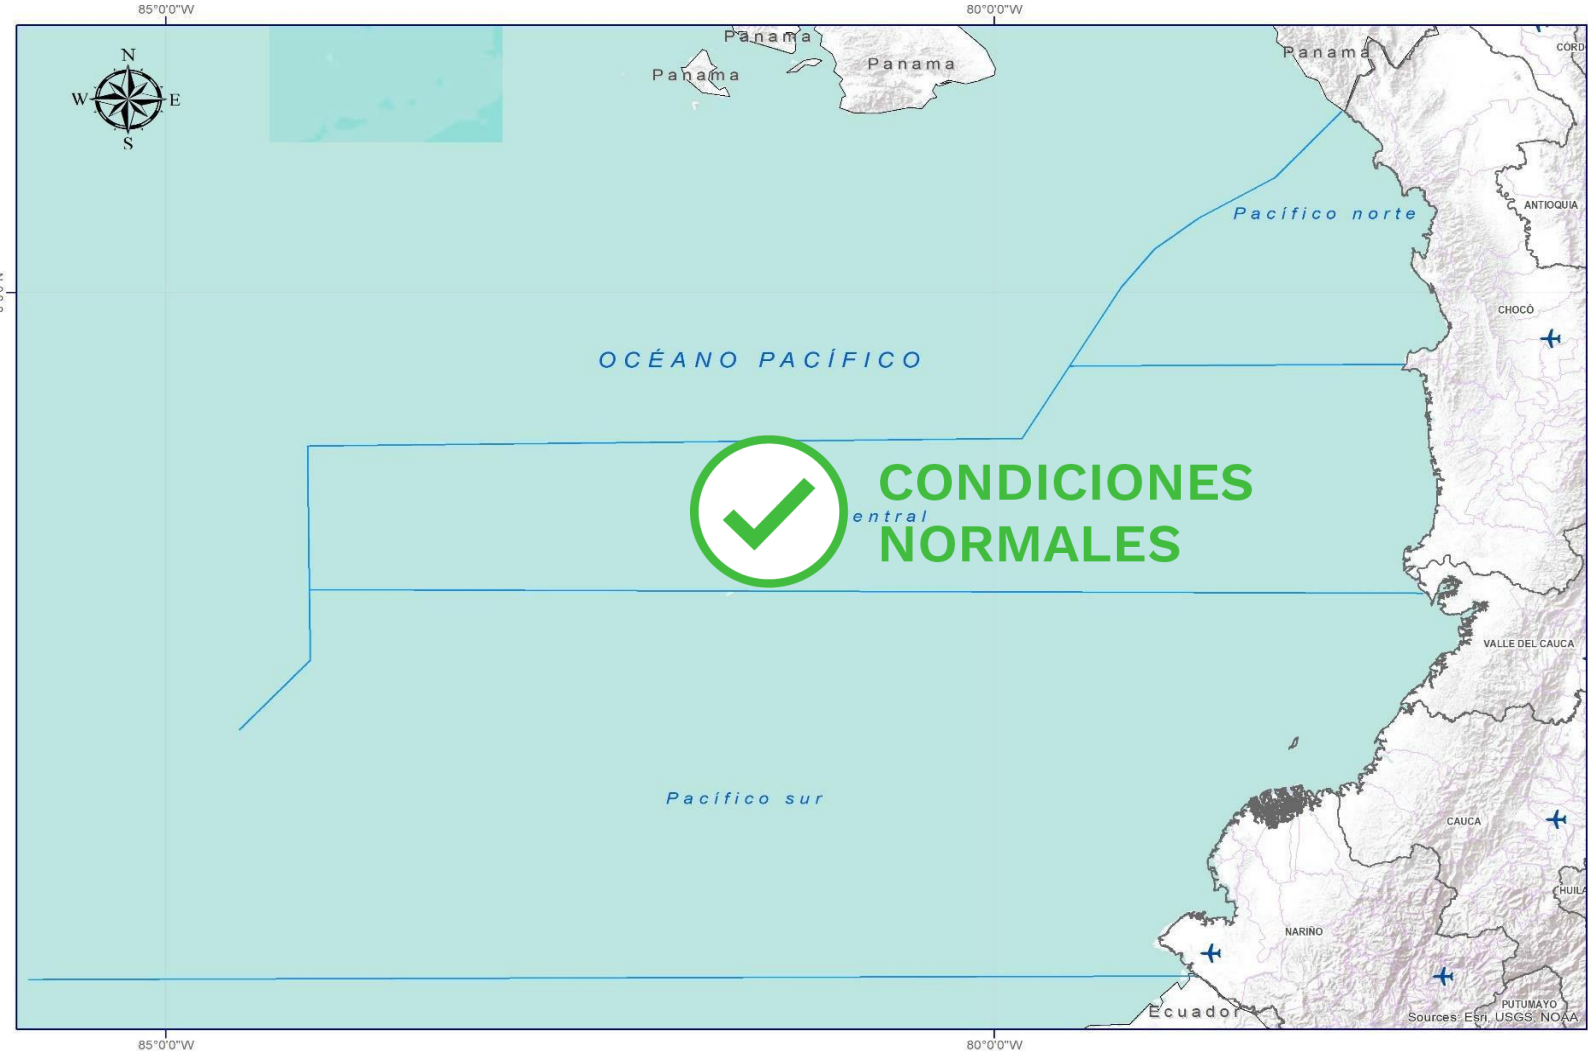 85°0'0"W
80°0'0"W
N
W
E
S
Panama
Panama
Panama
Panama
CÓRD
ANTIOQUIA
Pacífico norte
CHOCÓ
OCÉANO PACÍFICO
CONDICIONES
entral
NORMALES
VALLE DEL CAUCA
Pacífico sur
CAUCA
HUILA
NARIÑO
PUTUMAYO
Ecuador
Sources: Esri, USGS, NOAA
85°0'0"W
80°0'0"W